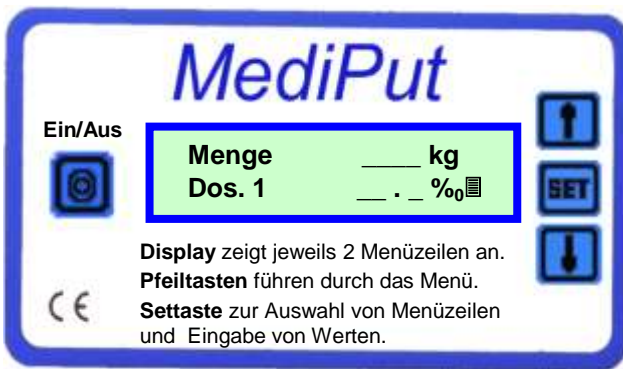 MediPut
Ein/Aus
Menge ____ kg
Dos. 1 __ . _ %₀
SET
Display zeigt jeweils 2 Menüzeilen an.
Pfeiltasten führen durch das Menü.
Settaste zur Auswahl von Menüzeilen
und Eingabe von Werten.
CE